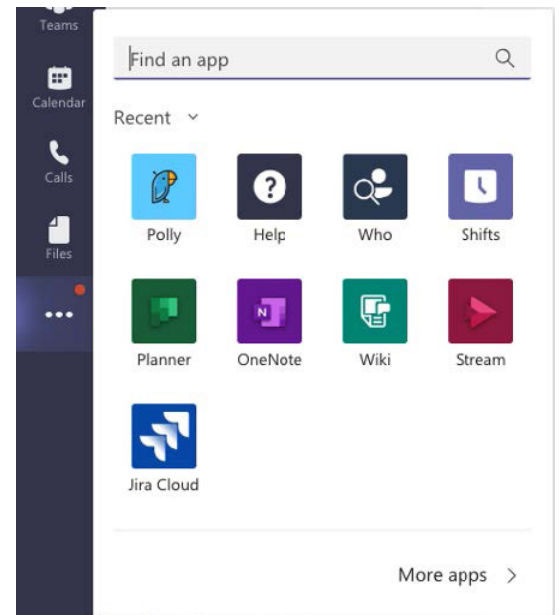 Teams
Calendar
Calls
Files
Find an app
Recent
Polly
Help
Who
Shifts
Planner
OneNote
Wiki
Stream
Jira Cloud
More apps